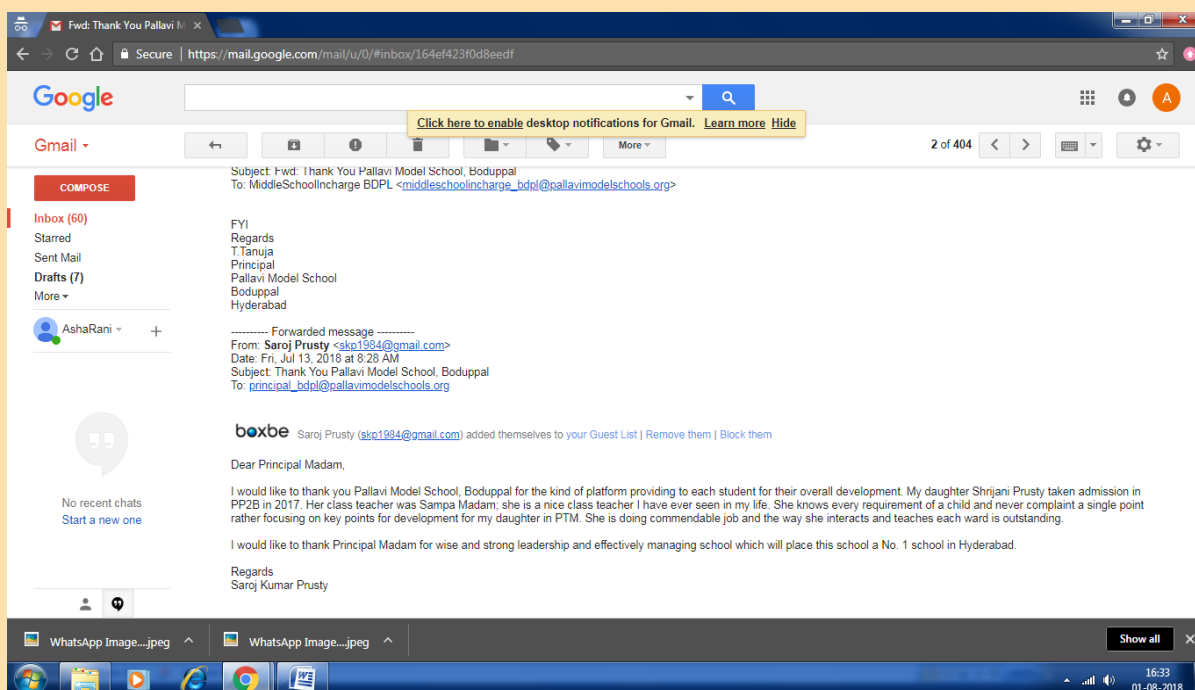 Fwd: Thank You Pallavi M
Secure | https://mail.google.com/mail/u/0/#inbox/164ef423f0d8eedf
Google
A
Click here to enable desktop notifications for Gmail. Learn more Hide
Gmail
More
2 of 404
COMPOSE
Inbox (60)
Starred
Sent Mail
Drafts (7)
More
AshaRani
No recent chats
Start a new one
Subject: Fwd: Thank You Pallavi Model School, Boduppal
To: MiddleSchoolIncharge BDPL <middleschoolincharge_bdpl@pallavimodelschools.org>
FYI
Regards
T.Tanuja
Principal
Pallavi Model School
Boduppal
Hyderabad
---------- Forwarded message ----------
From: Saroj Prusty <skp1984@gmail.com>
Date: Fri, Jul 13, 2018 at 8:28 AM
Subject: Thank You Pallavi Model School, Boduppal
To: principal_bdpl@pallavimodelschools.org
boxbe Saroj Prusty (skp1984@gmail.com) added themselves to your Guest List | Remove them | Block them
Dear Principal Madam,
I would like to thank you Pallavi Model School, Boduppal for the kind of platform providing to each student for their overall development. My daughter Shrijani Prusty taken admission in
PP2B in 2017. Her class teacher was Sampa Madam; she is a nice class teacher I have ever seen in my life. She knows every requirement of a child and never complaint a single point
rather focusing on key points for development for my daughter in PTM. She is doing commendable job and the way she interacts and teaches each ward is outstanding.
I would like to thank Principal Madam for wise and strong leadership and effectively managing school which will place this school a No. 1 school in Hyderabad.
Regards
Saroj Kumar Prusty
WhatsApp Image....jpeg
WhatsApp Image....jpeg
Show all
16:33
01-08-2018